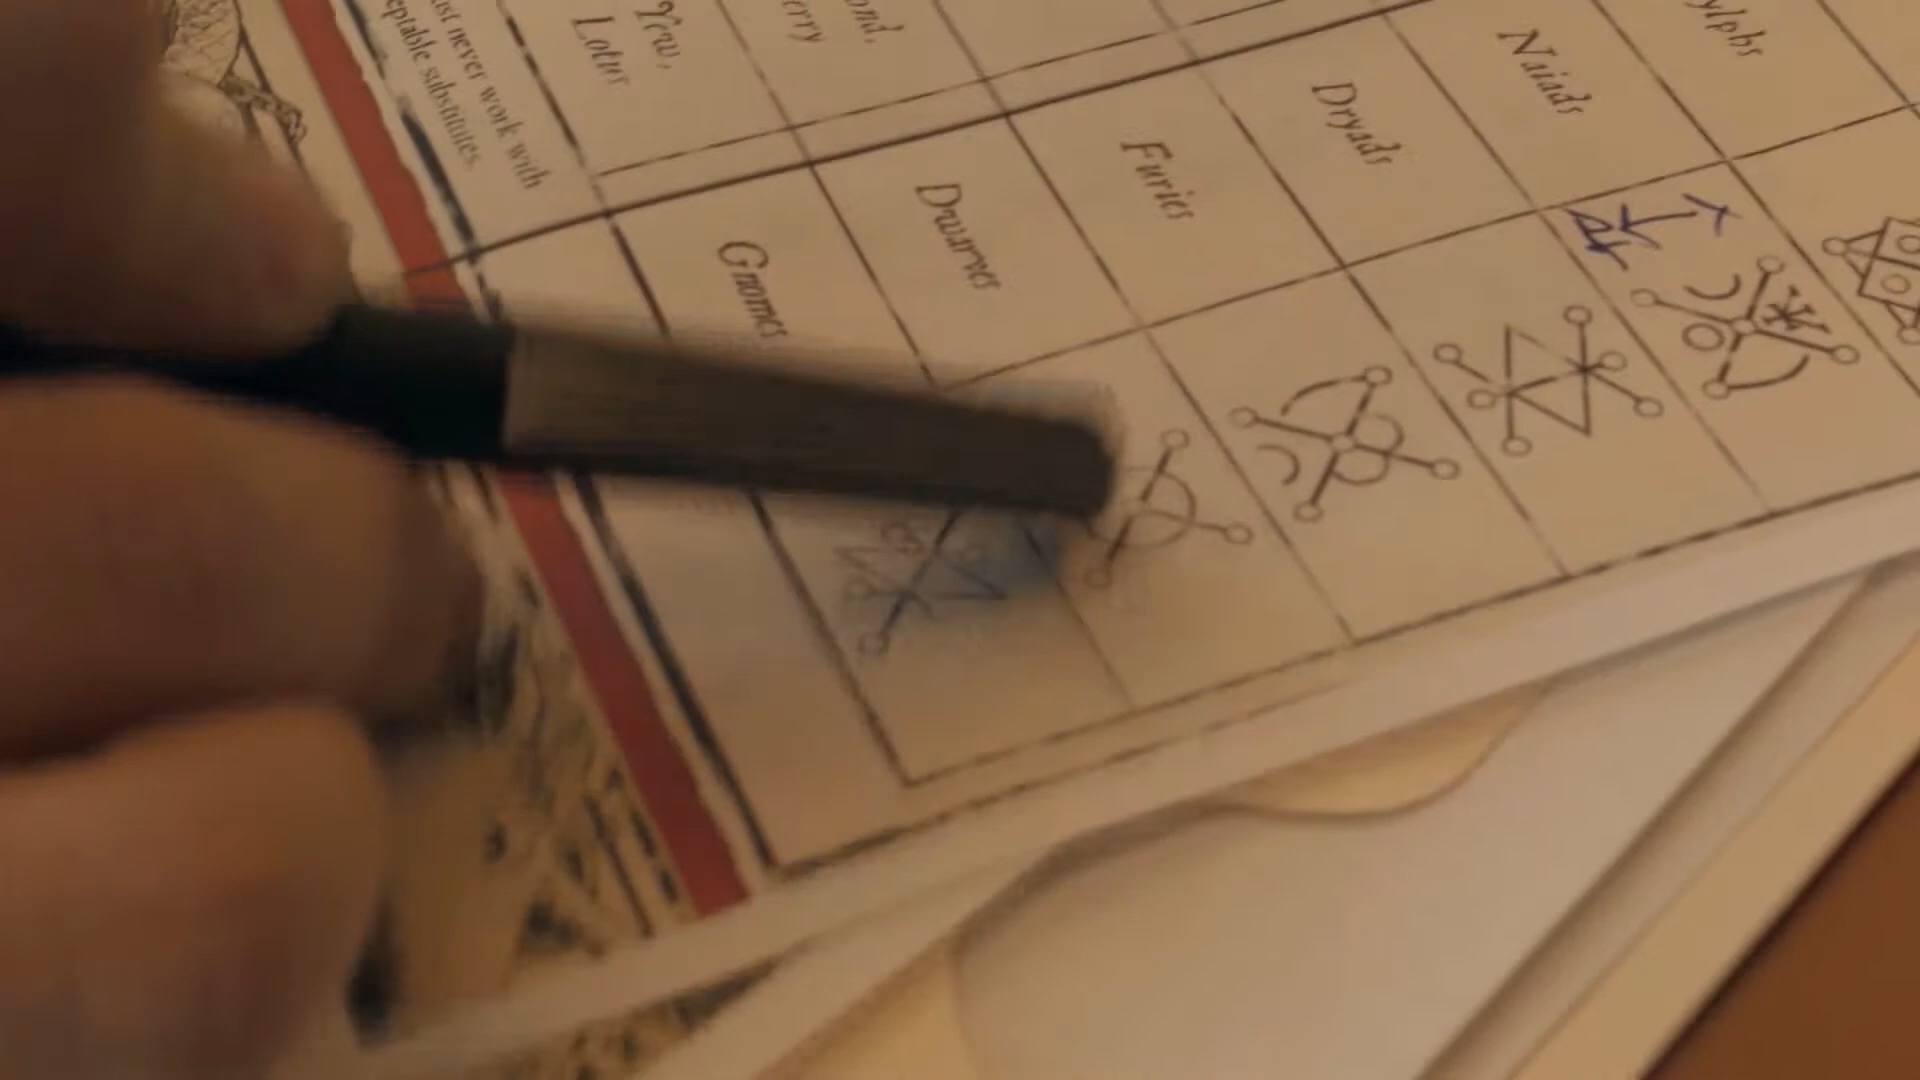 ust never work with
eptable substitutes.
Yew,
Lotus
erry
ond,
Gnomes
Dwarves
Furies
Dryads
Naiads
ylphs